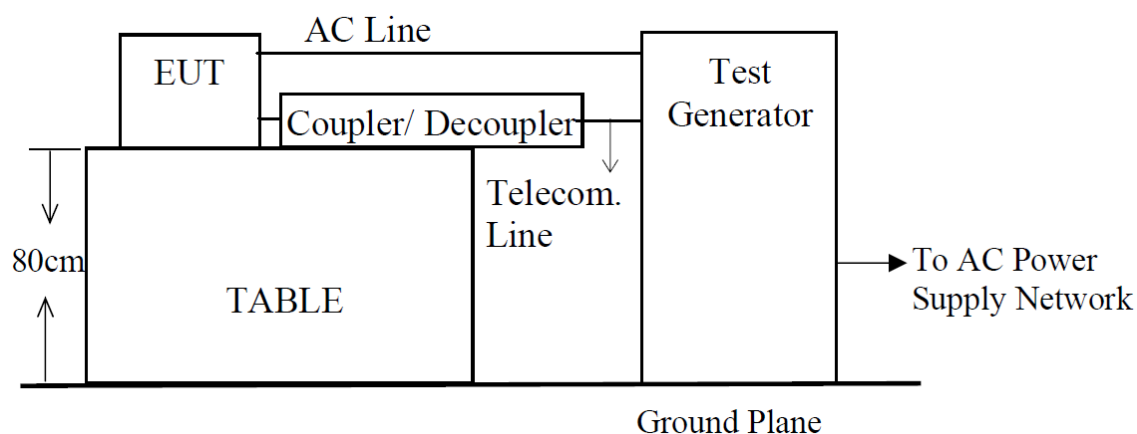 AC Line
EUT
Test
Generator
Coupler/ Decoupler
Telecom.
Line
80cm
TABLE
To AC Power
Supply Network
Ground Plane